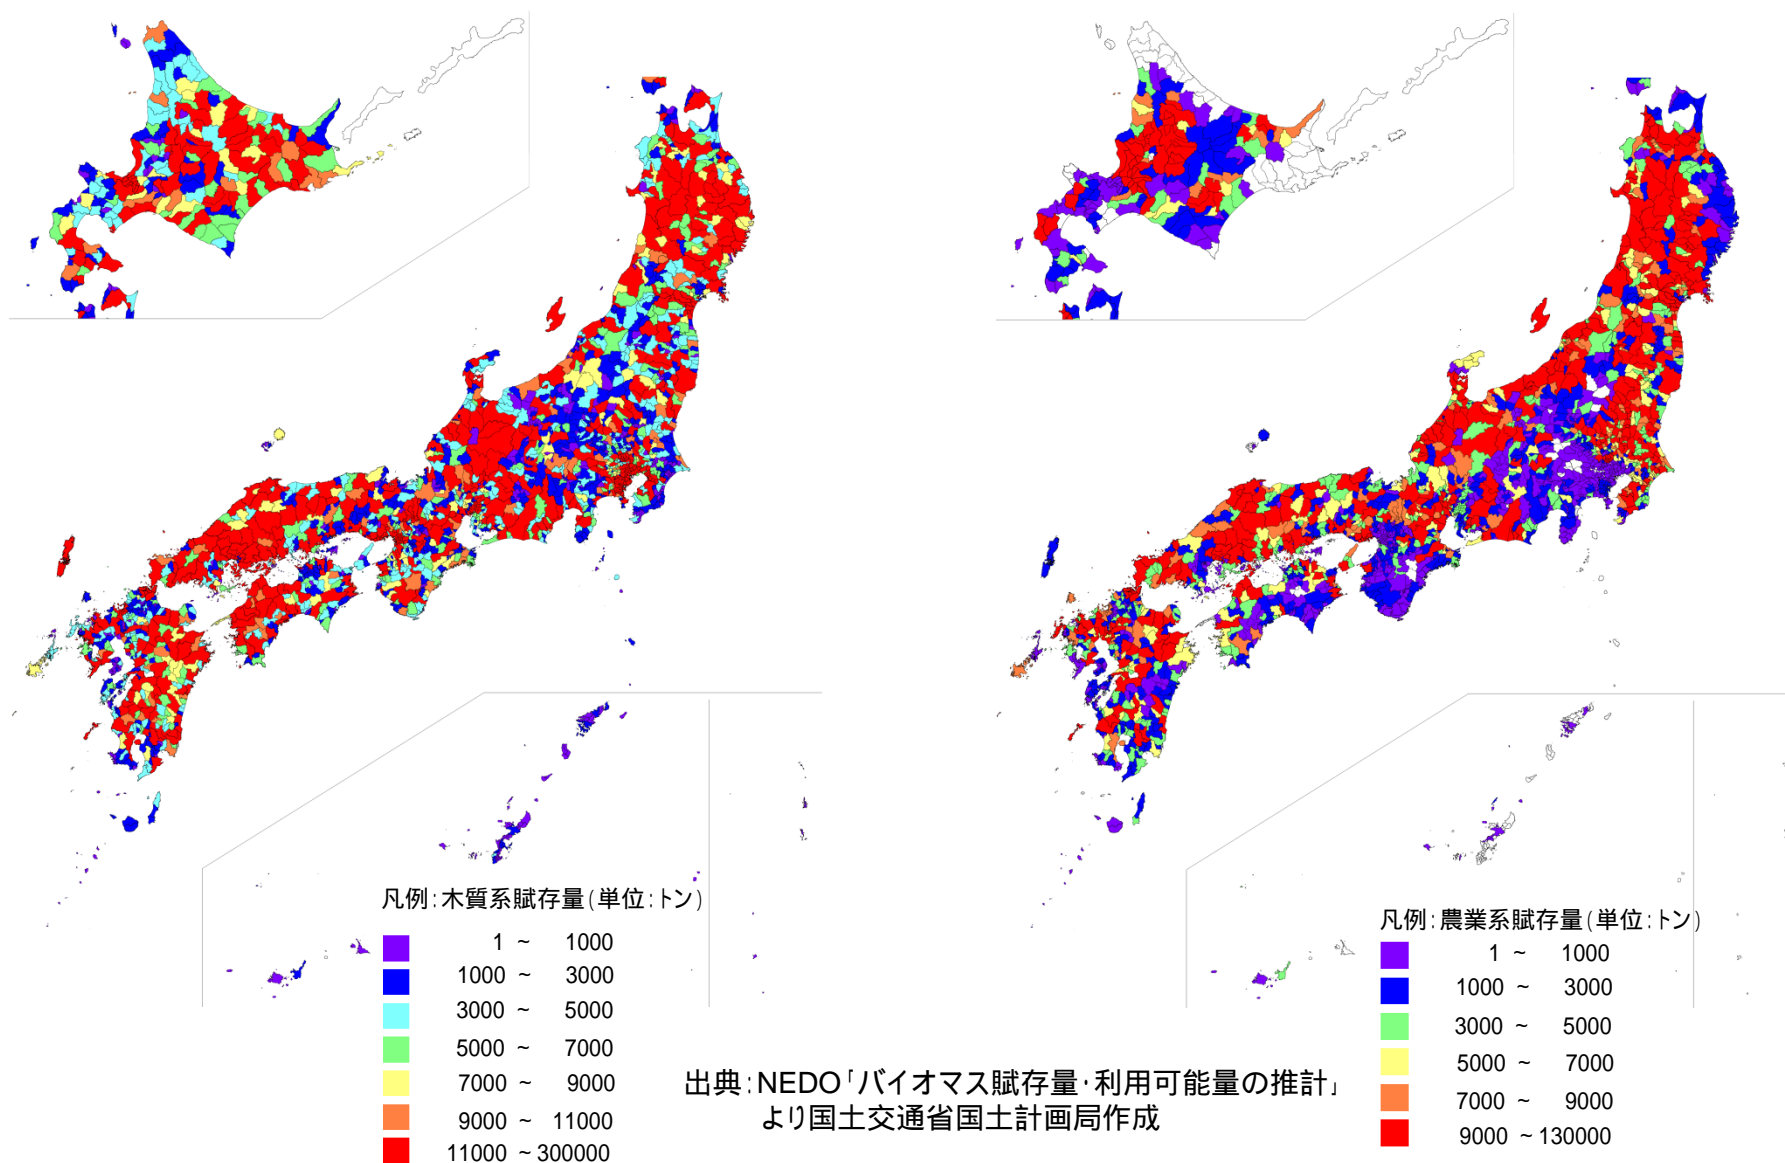 凡例:木質系賦存量(単位:トン)
1 ~ 1000
1000 ~ 3000
3000 ~ 5000
5000 ~ 7000
7000 ~ 9000
9000 ~ 11000
11000 ~ 300000
凡例:農業系賦存量(単位:トン)
1 ~ 1000
1000 ~ 3000
3000 ~ 5000
5000 ~ 7000
7000 ~ 9000
9000 ~ 130000
出典:NEDO「バイオマス賦存量・利用可能量の推計」
より国土交通省国土計画局作成